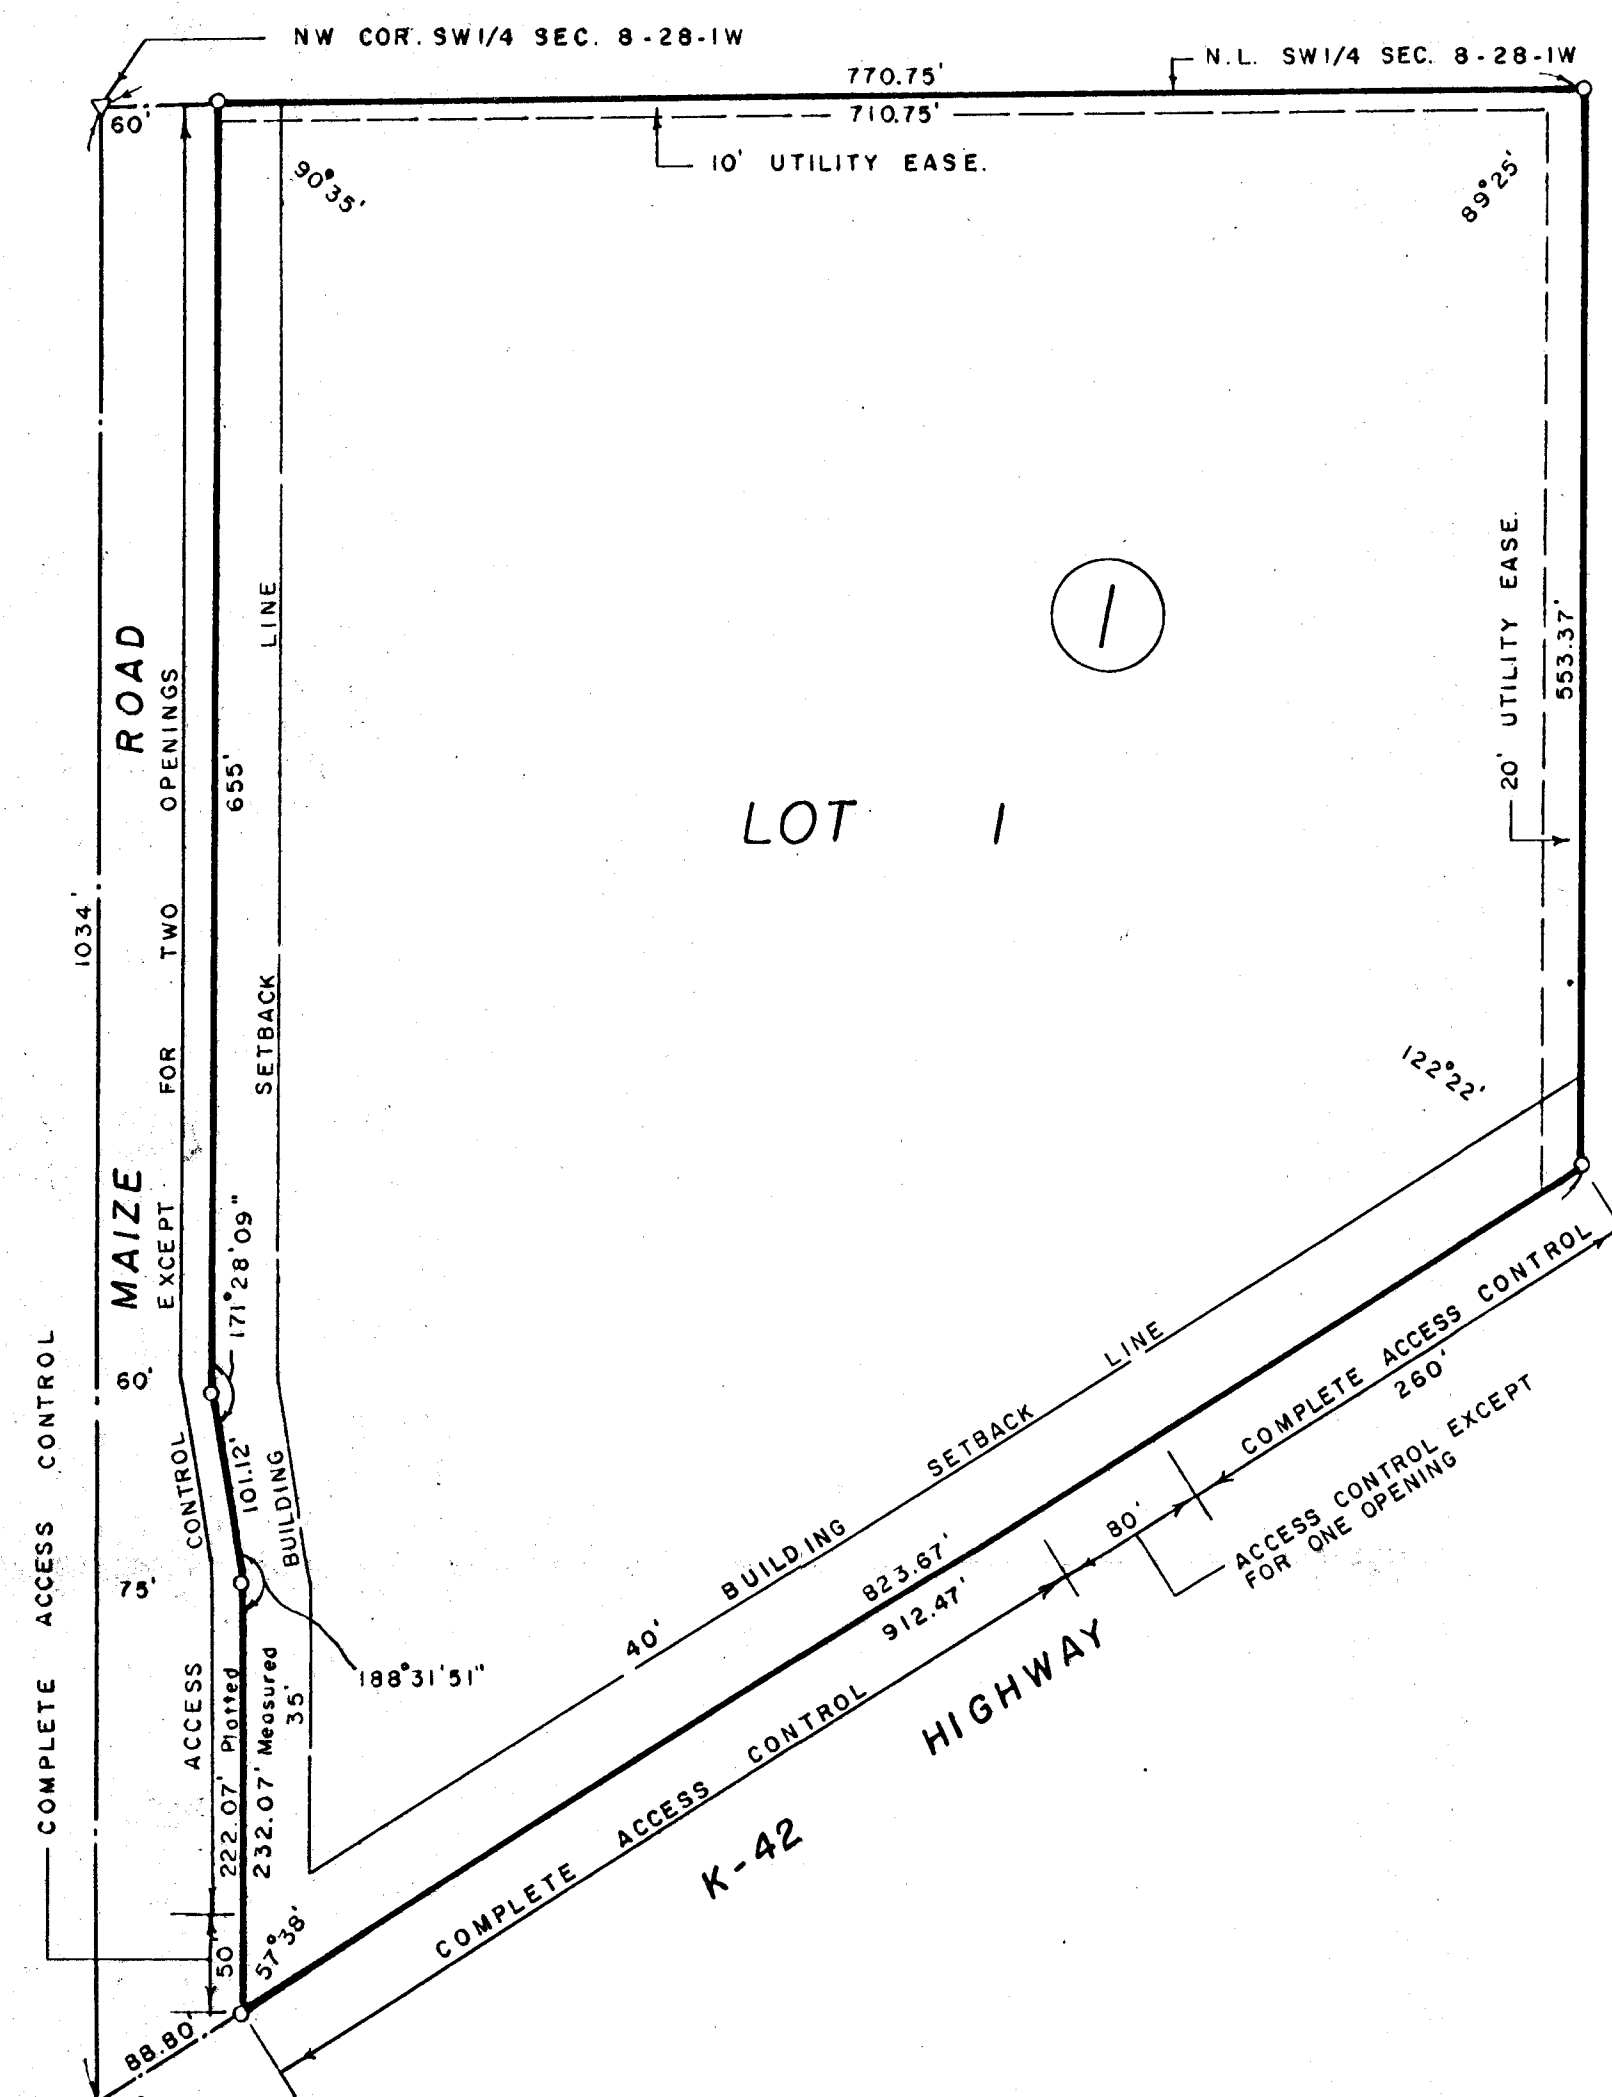 NW COR. SW1/4 SEC. 8-28-1W
N.L. SW1/4 SEC. 8-28-1W
770.75'
60'
710.75'
10' UTILITY EASE.
90°35'
89°25'
20' UTILITY EASE.
553.37'
1
LOT 1
MAIZE ROAD
1034'
ACCESS CONTROL EXCEPT FOR TWO OPENINGS
655'
BUILDING SETBACK LINE
122°22'
171°28'09"
60'
101.12'
75'
188°31'51"
COMPLETE ACCESS CONTROL
222.07' Platted
232.07' Measured
35'
50'
57°38'
88.80'
40' BUILDING SETBACK LINE
823.67'
912.47'
COMPLETE ACCESS CONTROL
80'
COMPLETE ACCESS CONTROL
260'
ACCESS CONTROL EXCEPT
FOR ONE OPENING
K-42 HIGHWAY